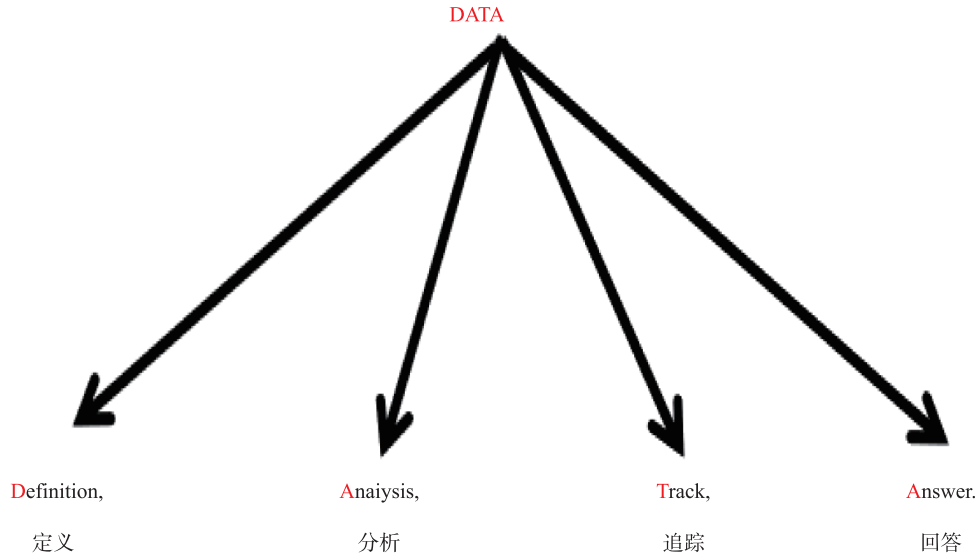 DATA
Definition, Anaiysis, Track, Answer.
定义 分析 追踪 回答